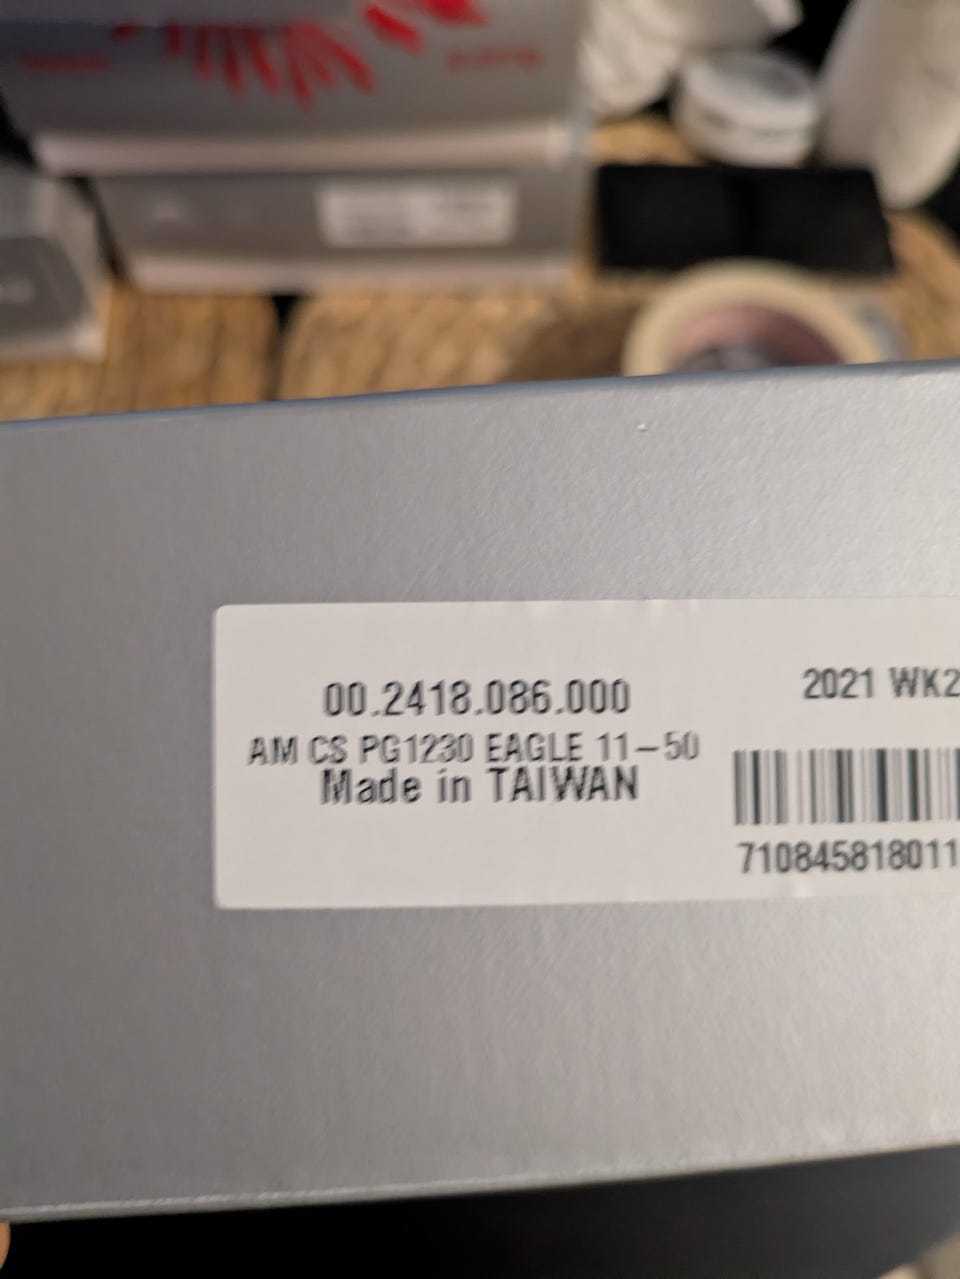 00.2418.086.000
AM CS PG1230 EAGLE 11-50
Made in TAIWAN
2021 WK2
710845818011